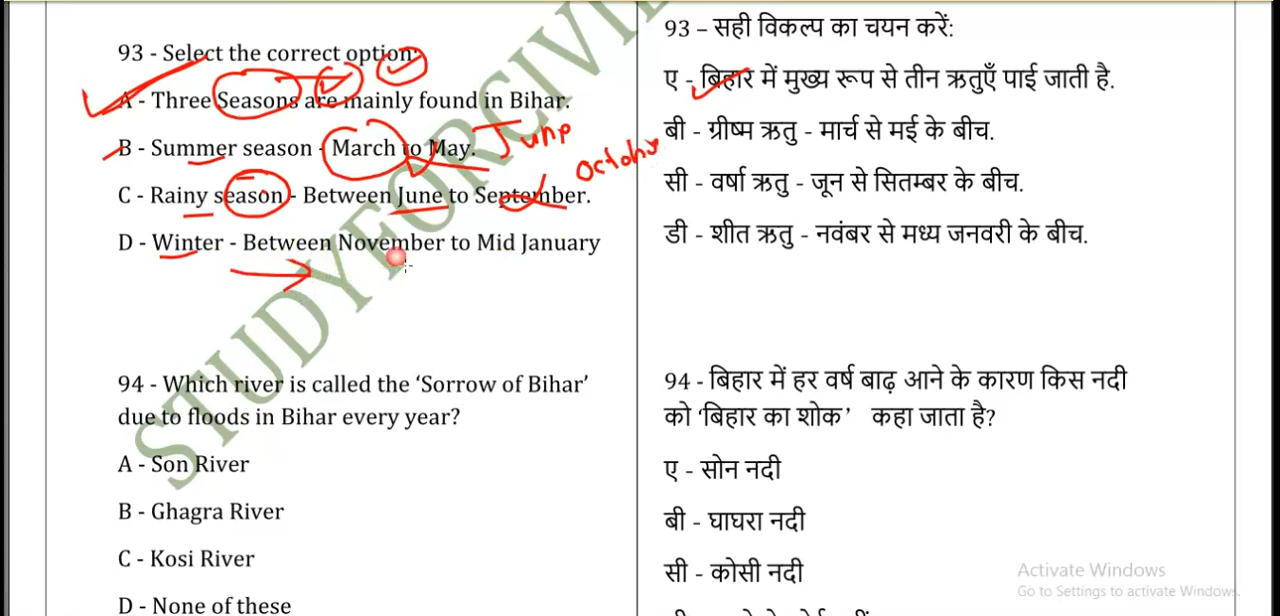 93 - Select the correct option:
A - Three Seasons are mainly found in Bihar.
B - Summer season - March to May.
June
C - Rainy season - Between June to September.
October
D - Winter - Between November to Mid January
94 - Which river is called the ‘Sorrow of Bihar’
due to floods in Bihar every year?
A - Son River
B - Ghagra River
C - Kosi River
D - None of these
93 – सही विकल्प का चयन करें:
ए - बिहार में मुख्य रूप से तीन ऋतुएँ पाई जाती है.
बी - ग्रीष्म ऋतु - मार्च से मई के बीच.
सी - वर्षा ऋतु - जून से सितम्बर के बीच.
डी - शीत ऋतु - नवंबर से मध्य जनवरी के बीच.
94 - बिहार में हर वर्ष बाढ़ आने के कारण किस नदी
को ‘बिहार का शोक’ कहा जाता है?
ए - सोन नदी
बी - घाघरा नदी
सी - कोसी नदी
STUDYFORCIVI
Activate Windows
Go to Settings to activate Windows.